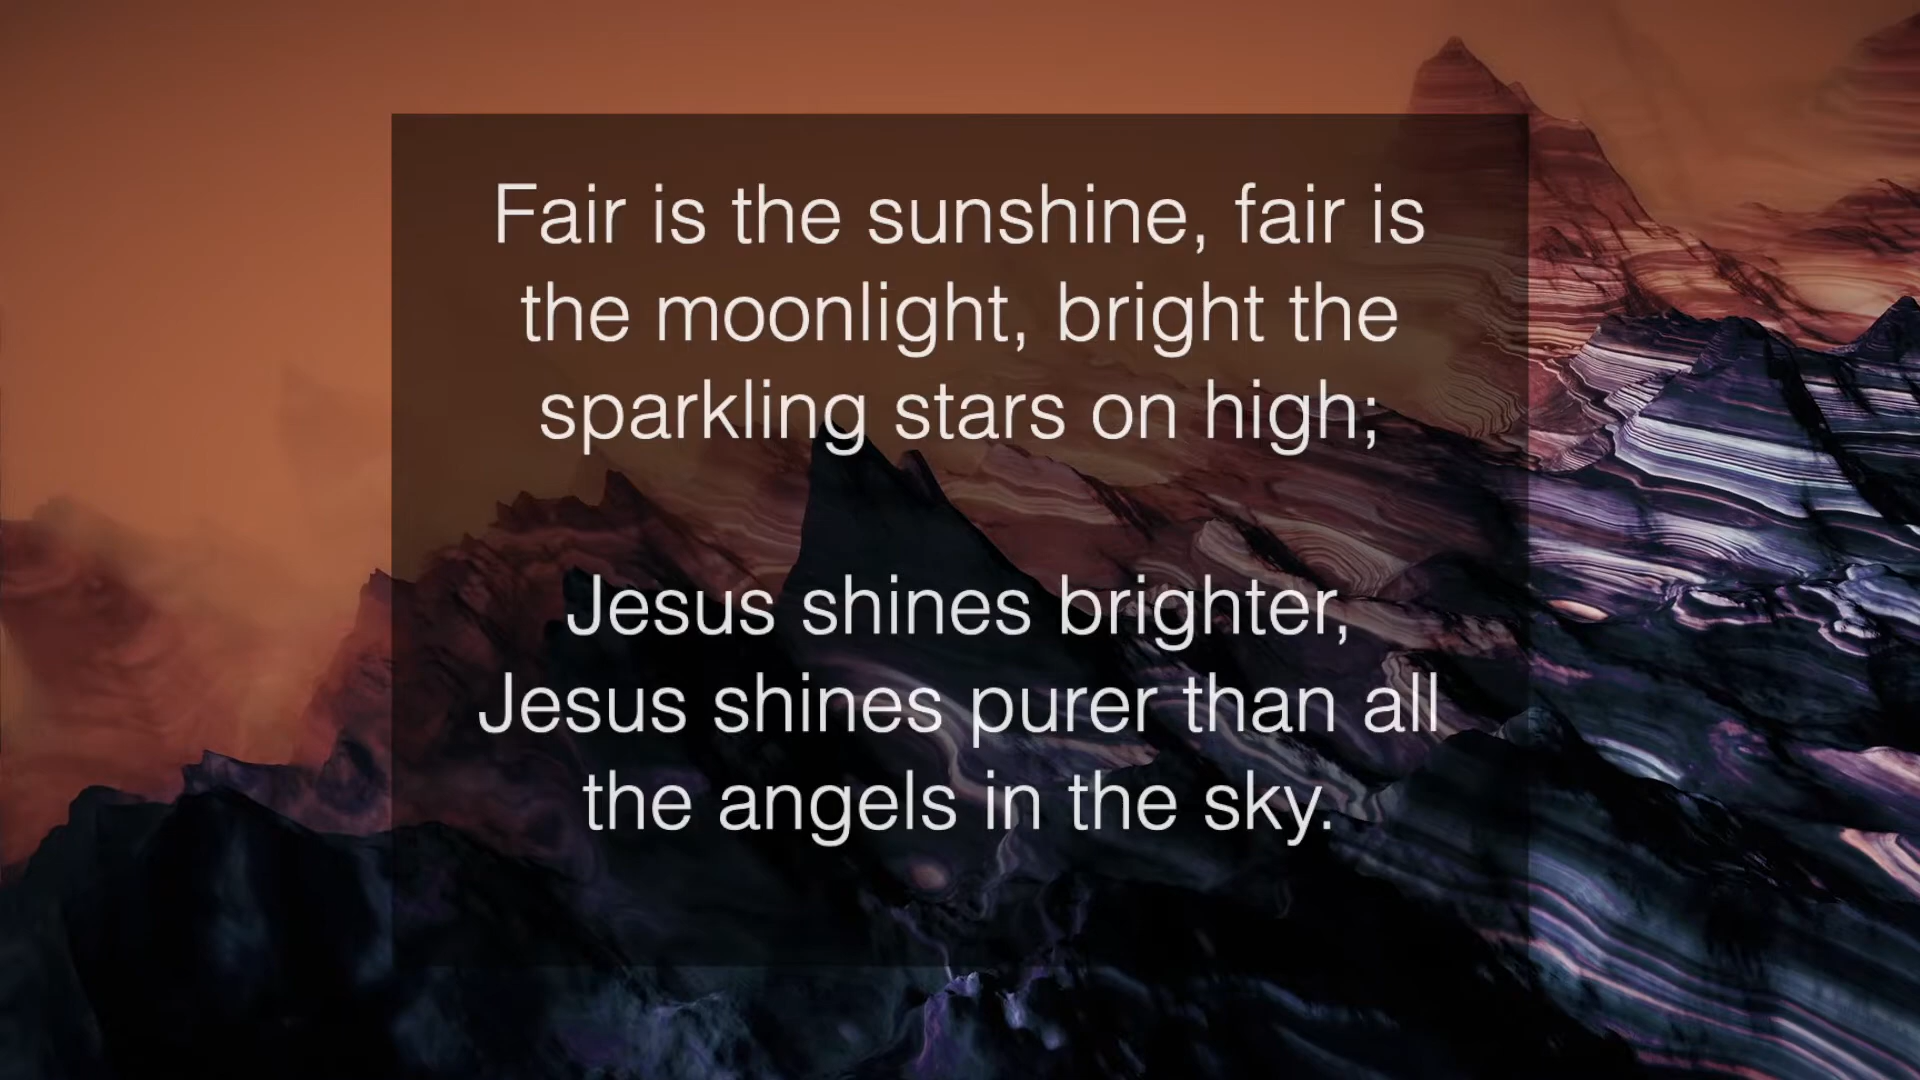 Fair is the sunshine, fair is
the moonlight, bright the
sparkling stars on high;
Jesus shines brighter,
Jesus shines purer than all
the angels in the sky.